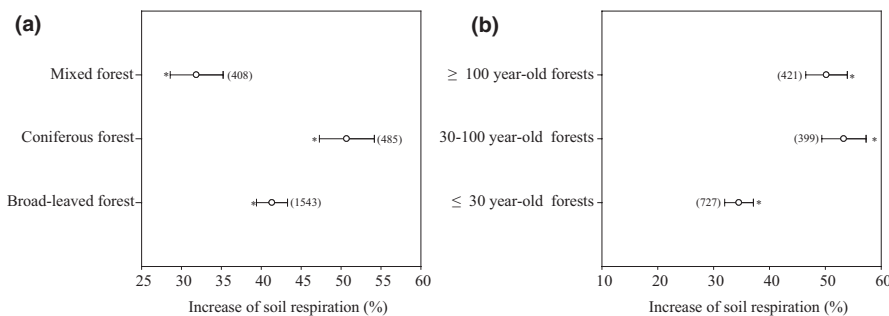 (a)
Mixed forest
* (408)
Coniferous forest
* (485)
Broad-leaved forest
* (1543)
25 30 35 40 45 50 55 60
Increase of soil respiration (%)
(b)
≥ 100 year-old forests
(421) *
30-100 year-old forests
(399) *
≤ 30 year-old forests
(727) *
10 20 30 40 50 60
Increase of soil respiration (%)